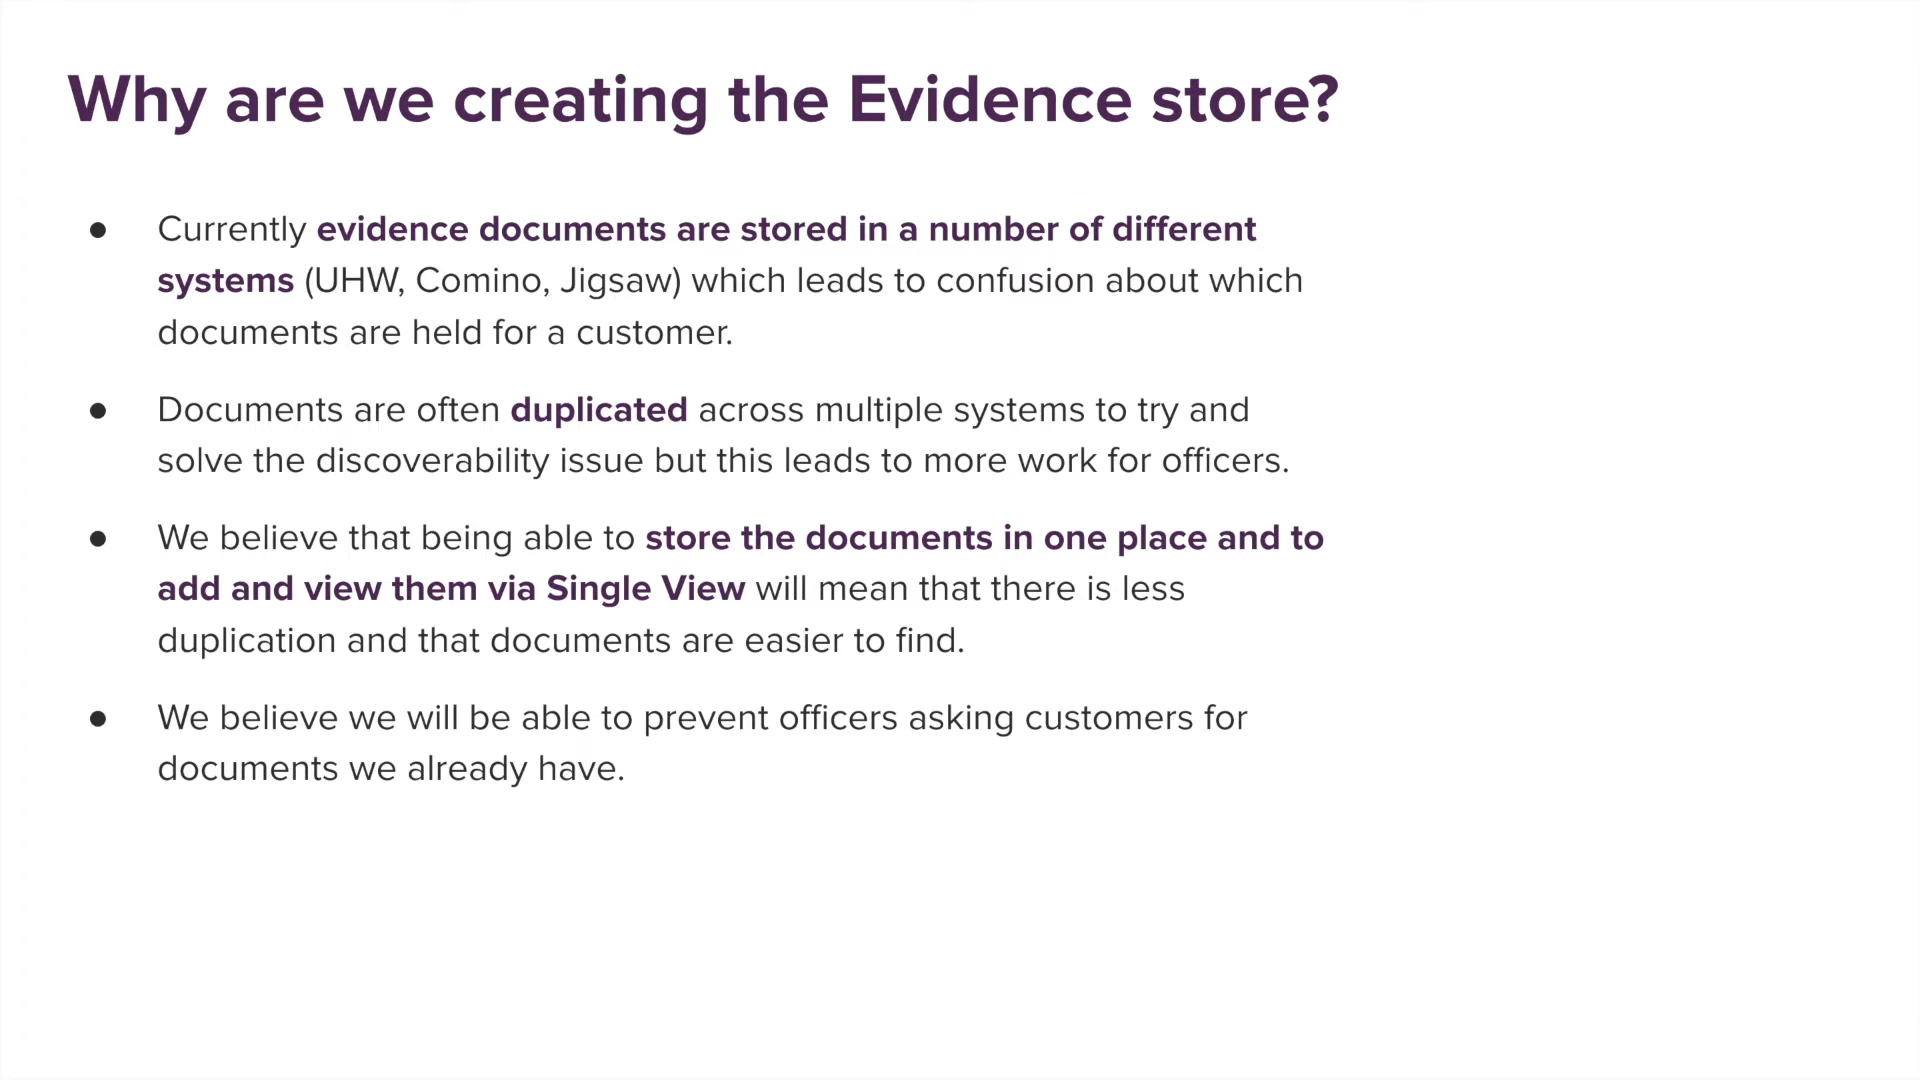 Why are we creating the Evidence store?
● Currently evidence documents are stored in a number of different
systems (UHW, Comino, Jigsaw) which leads to confusion about which
documents are held for a customer.
● Documents are often duplicated across multiple systems to try and
solve the discoverability issue but this leads to more work for officers.
● We believe that being able to store the documents in one place and to
add and view them via Single View will mean that there is less
duplication and that documents are easier to find.
● We believe we will be able to prevent officers asking customers for
documents we already have.